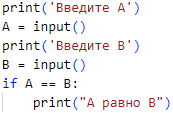 print('Введите A')
A = input()
print('Введите B')
B = input()
if A == B:
    print("А равно В")